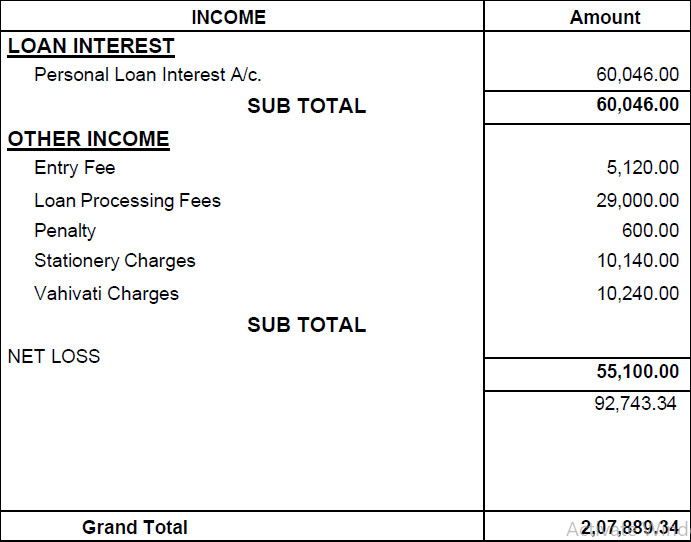 INCOME Amount
LOAN INTEREST
Personal Loan Interest A/c. 60,046.00
SUB TOTAL 60,046.00
OTHER INCOME
Entry Fee 5,120.00
Loan Processing Fees 29,000.00
Penalty 600.00
Stationery Charges 10,140.00
Vahivati Charges 10,240.00
SUB TOTAL
NET LOSS
55,100.00
92,743.34
Grand Total 2,07,889.34